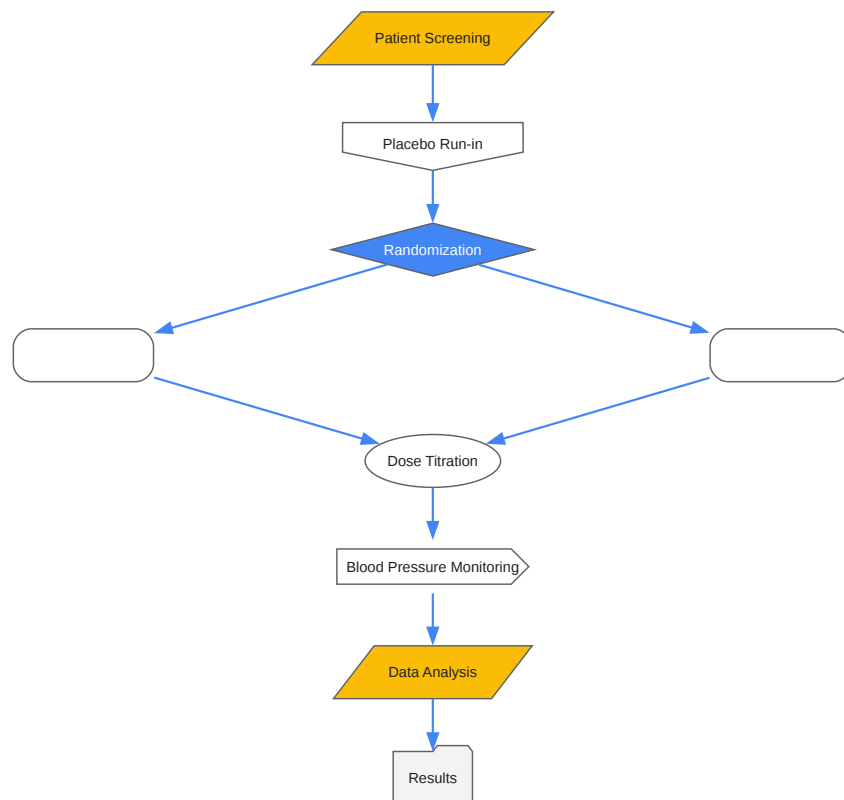 Patient Screening
Placebo Run-in
Randomization
Dose Titration
Blood Pressure Monitoring
Data Analysis
Results